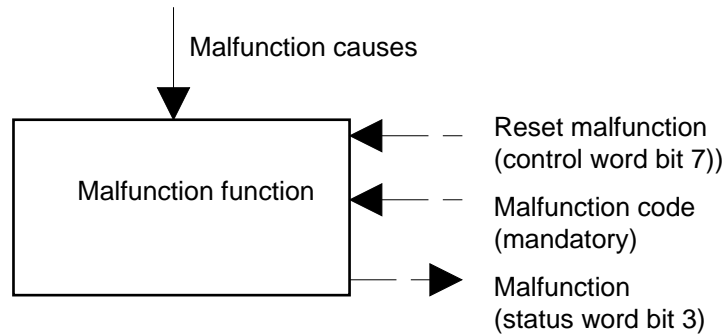 Malfunction causes
Malfunction function
Reset malfunction
(control word bit 7))
Malfunction code
(mandatory)
Malfunction
(status word bit 3)